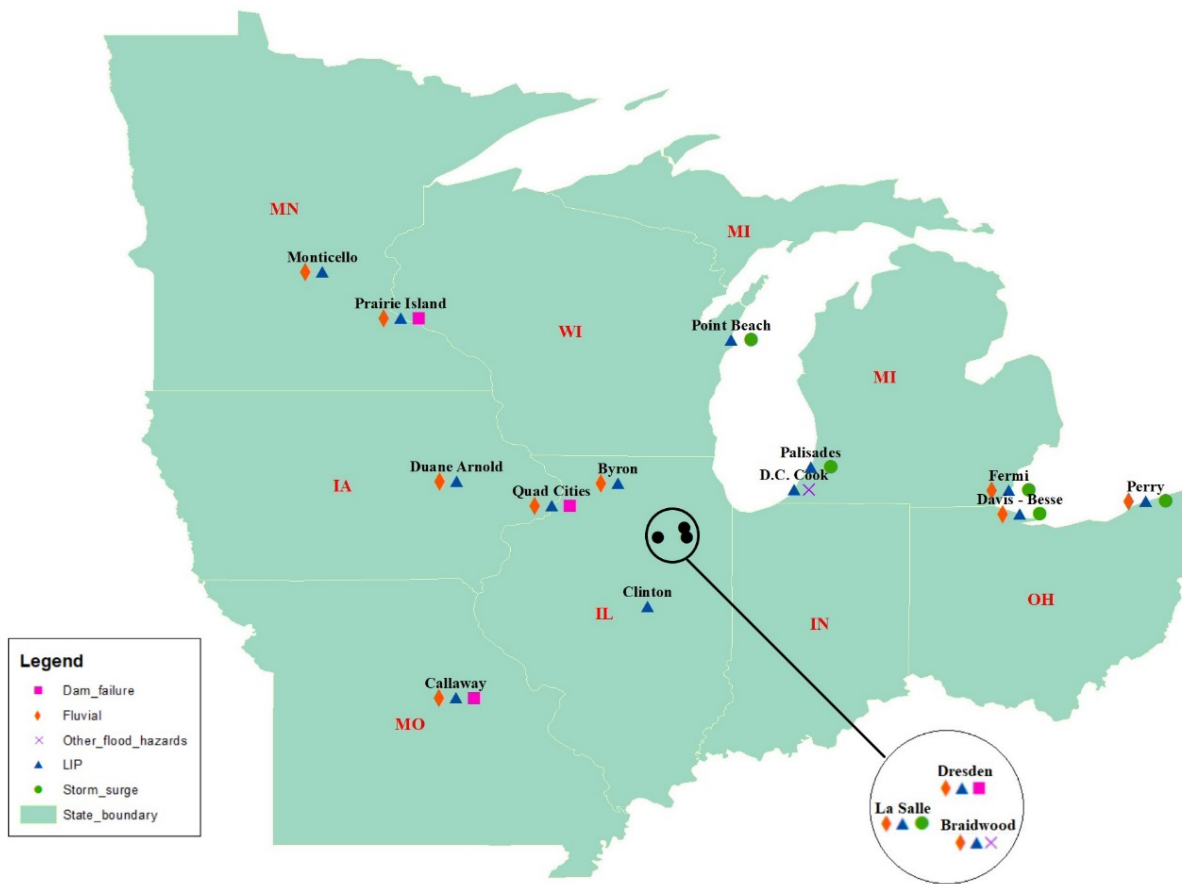 MN
MI
Monticello
Prairie Island
Point Beach
WI
MI
Palisades
D.C. Cook
Duane Arnold
Byron
Fermi
Perry
IA
Quad Cities
Davis - Besse
Clinton
OH
IL
IN
Callaway
MO
Legend
Dam_failure
Fluvial
Other_flood_hazards
LIP
Storm_surge
State_boundary
Dresden
La Salle
Braidwood